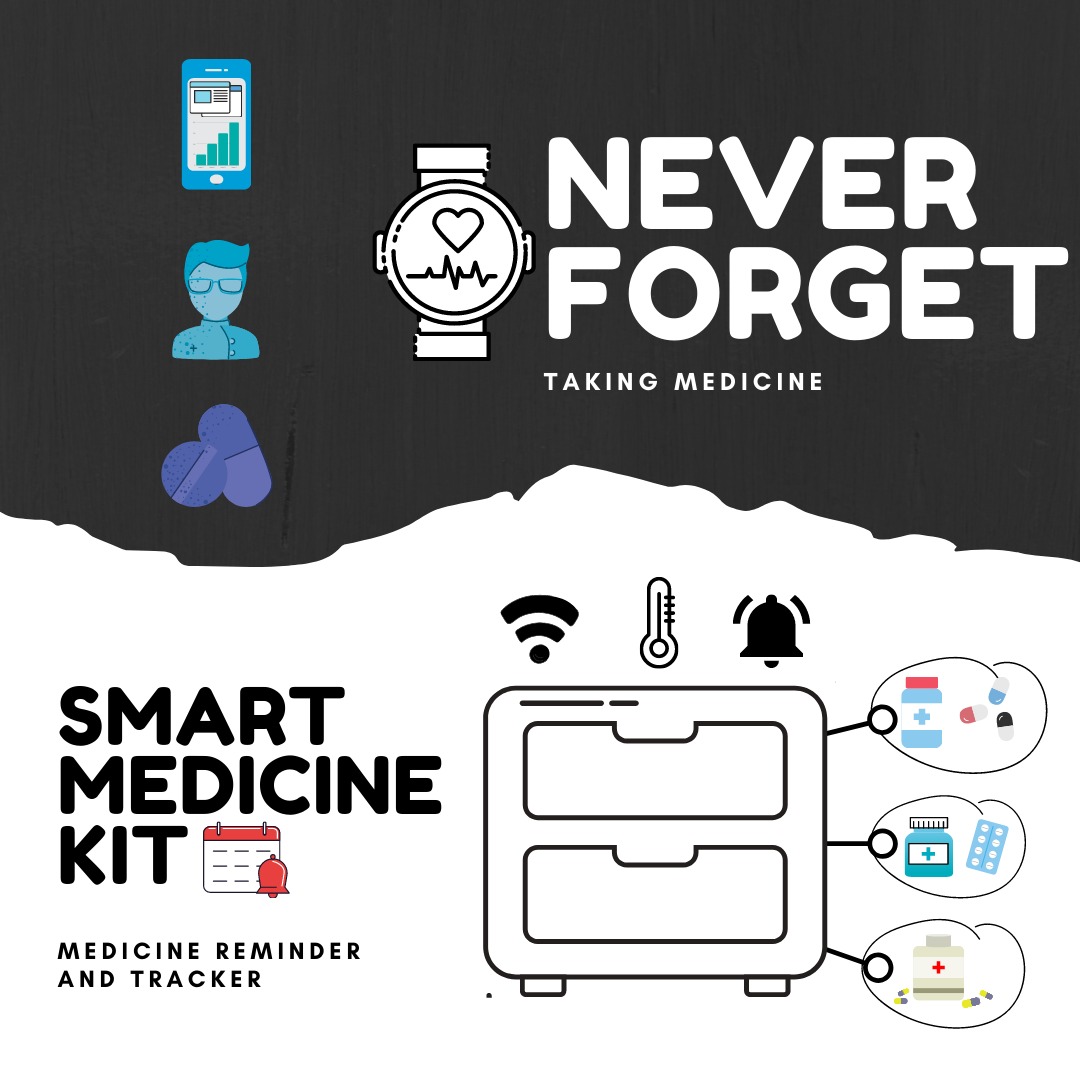 NEVER
FORGET
TAKING MEDICINE
SMART
MEDICINE
KIT
MEDICINE REMINDER
AND TRACKER